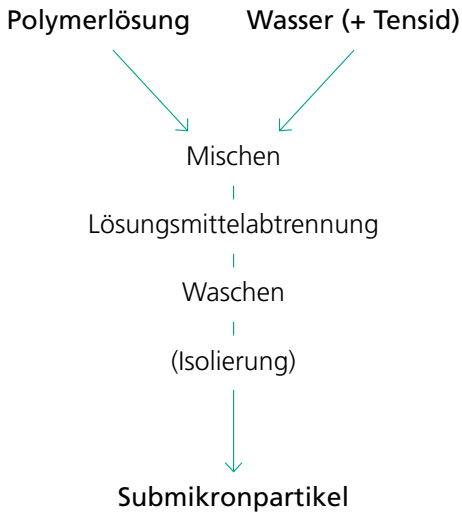 Polymerlösung Wasser (+ Tensid)
Mischen
Lösungsmittelabtrennung
Waschen
(Isolierung)
Submikronpartikel